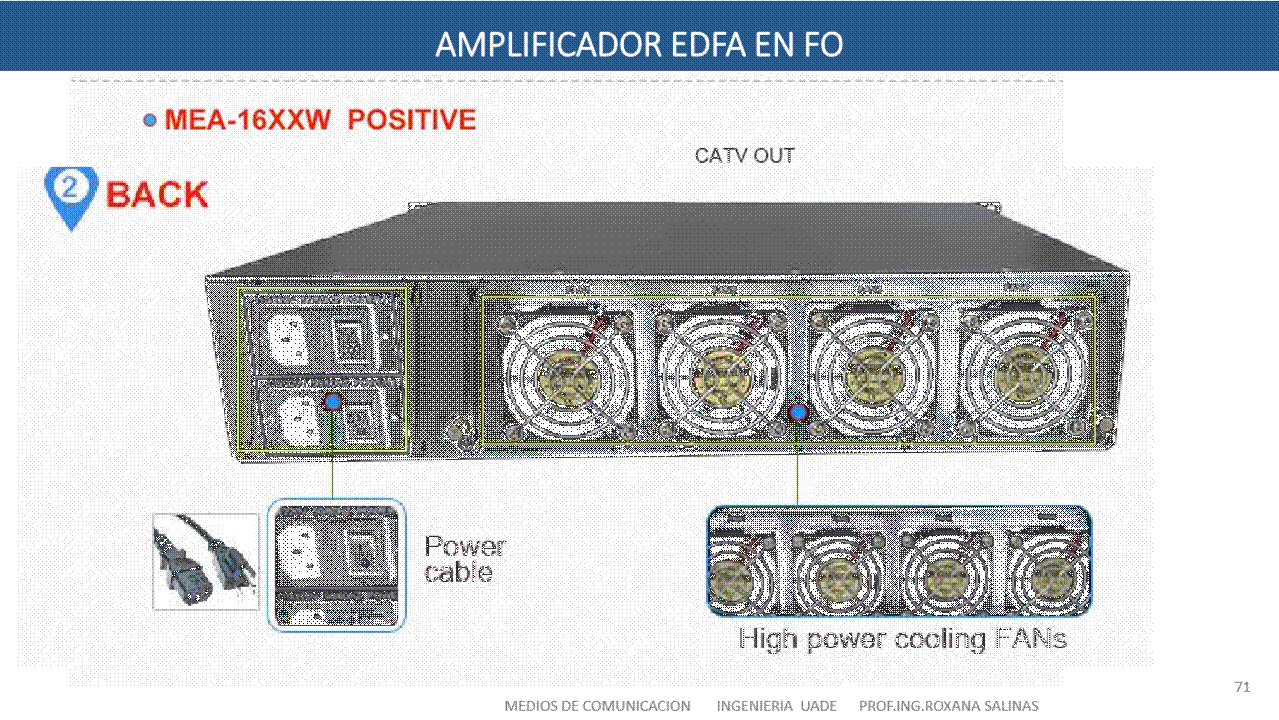 AMPLIFICADOR EDFA EN FO
MEA-16XXW POSITIVE
CATV OUT
2
BACK
Power
cable
High power cooling FANs
71
MEDIOS DE COMUNICACION INGENIERIA UADE PROF.ING.ROXANA SALINAS